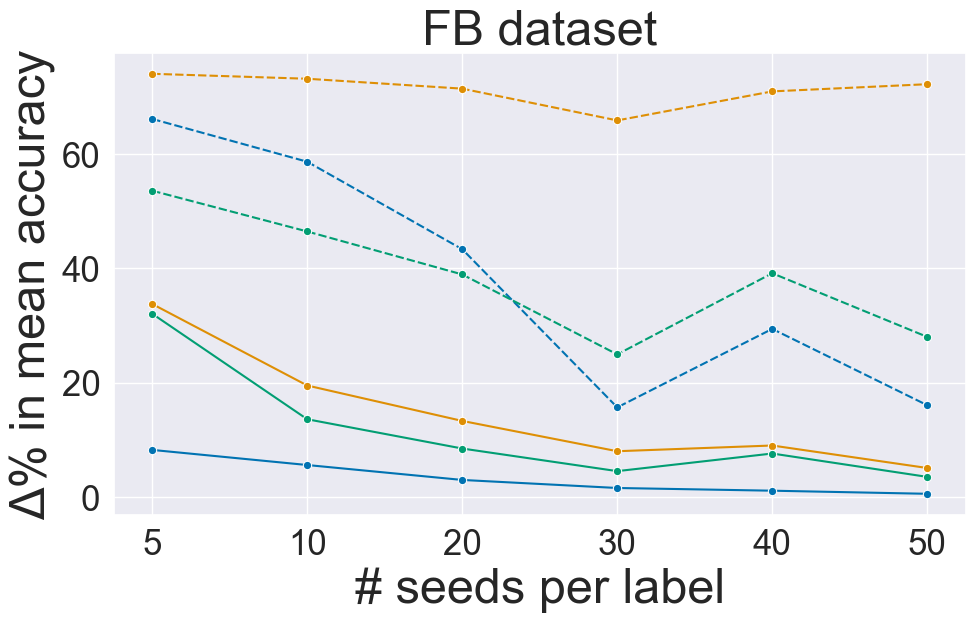 FB dataset
Δ% in mean accuracy
60
40
20
0
5 10 20 30 40 50
# seeds per label